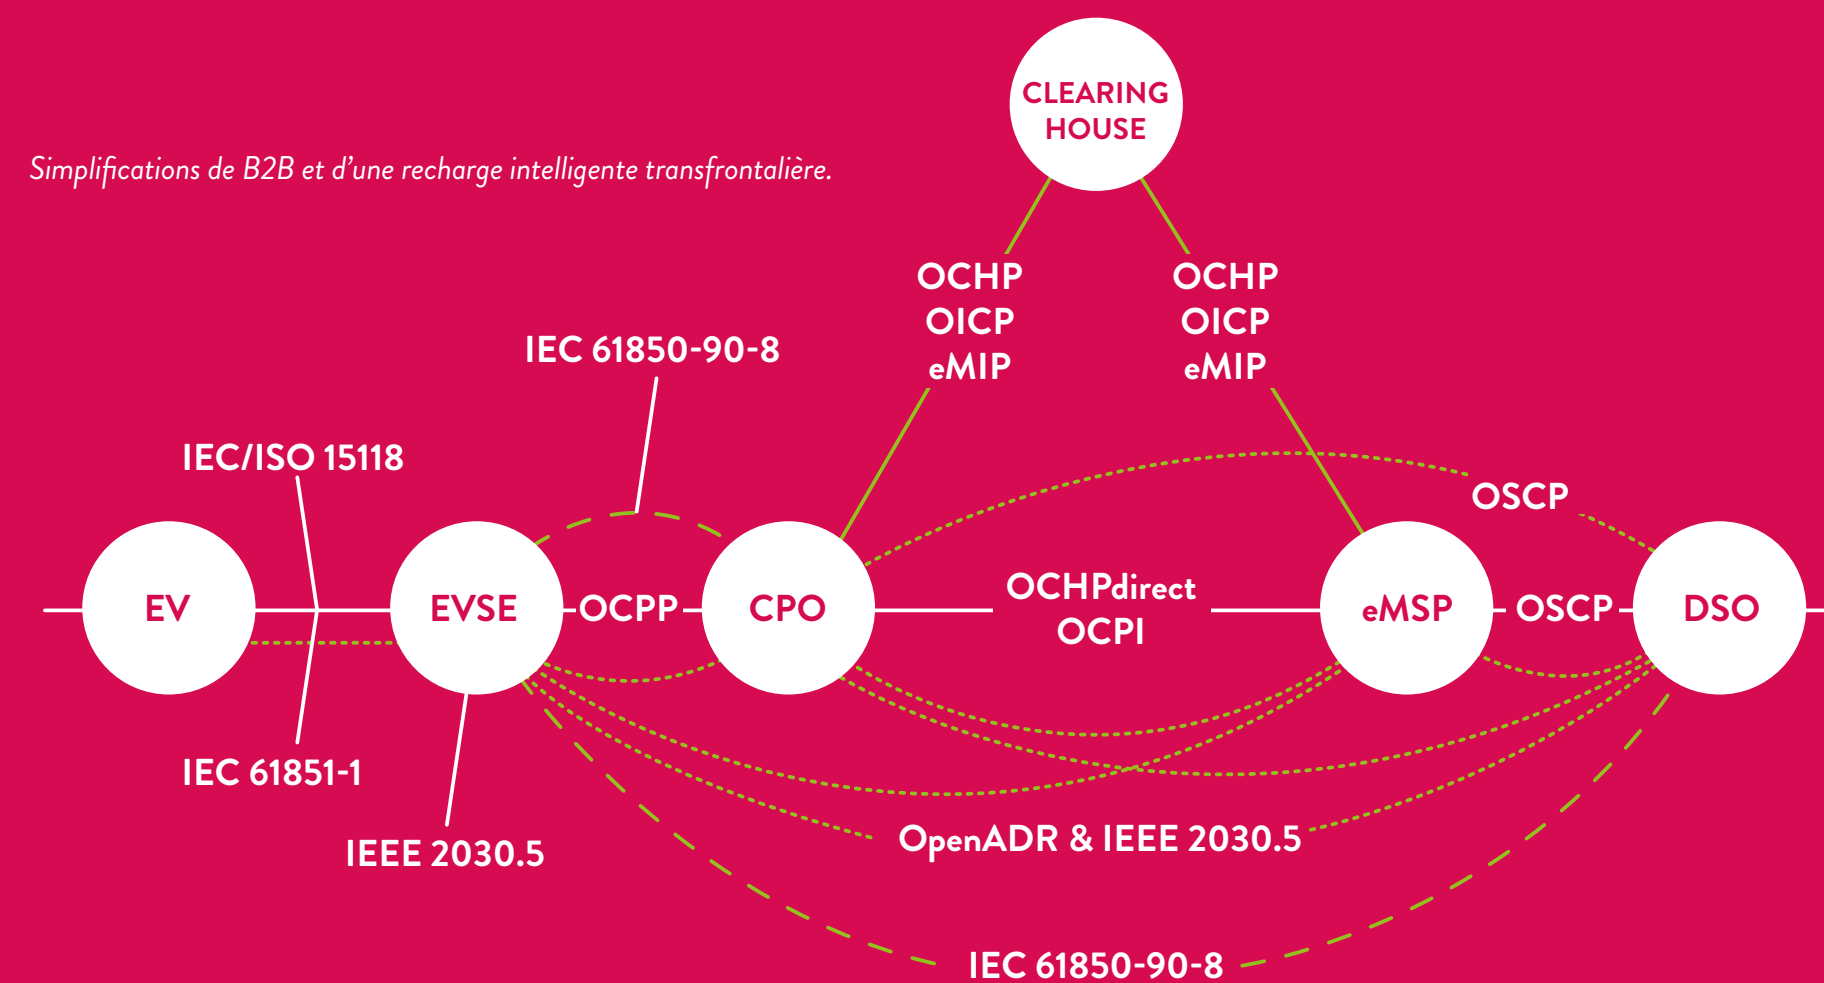 CLEARING
HOUSE
Simplifications de B2B et d'une recharge intelligente transfrontalière.
OCHP
OICP
eMIP
OCHP
OICP
eMIP
IEC 61850-90-8
IEC/ISO 15118
OSCP
EV
EVSE
OCPP
CPO
OCHPdirect
OCPI
eMSP
OSCP
DSO
IEC 61851-1
IEEE 2030.5
OpenADR & IEEE 2030.5
IEC 61850-90-8